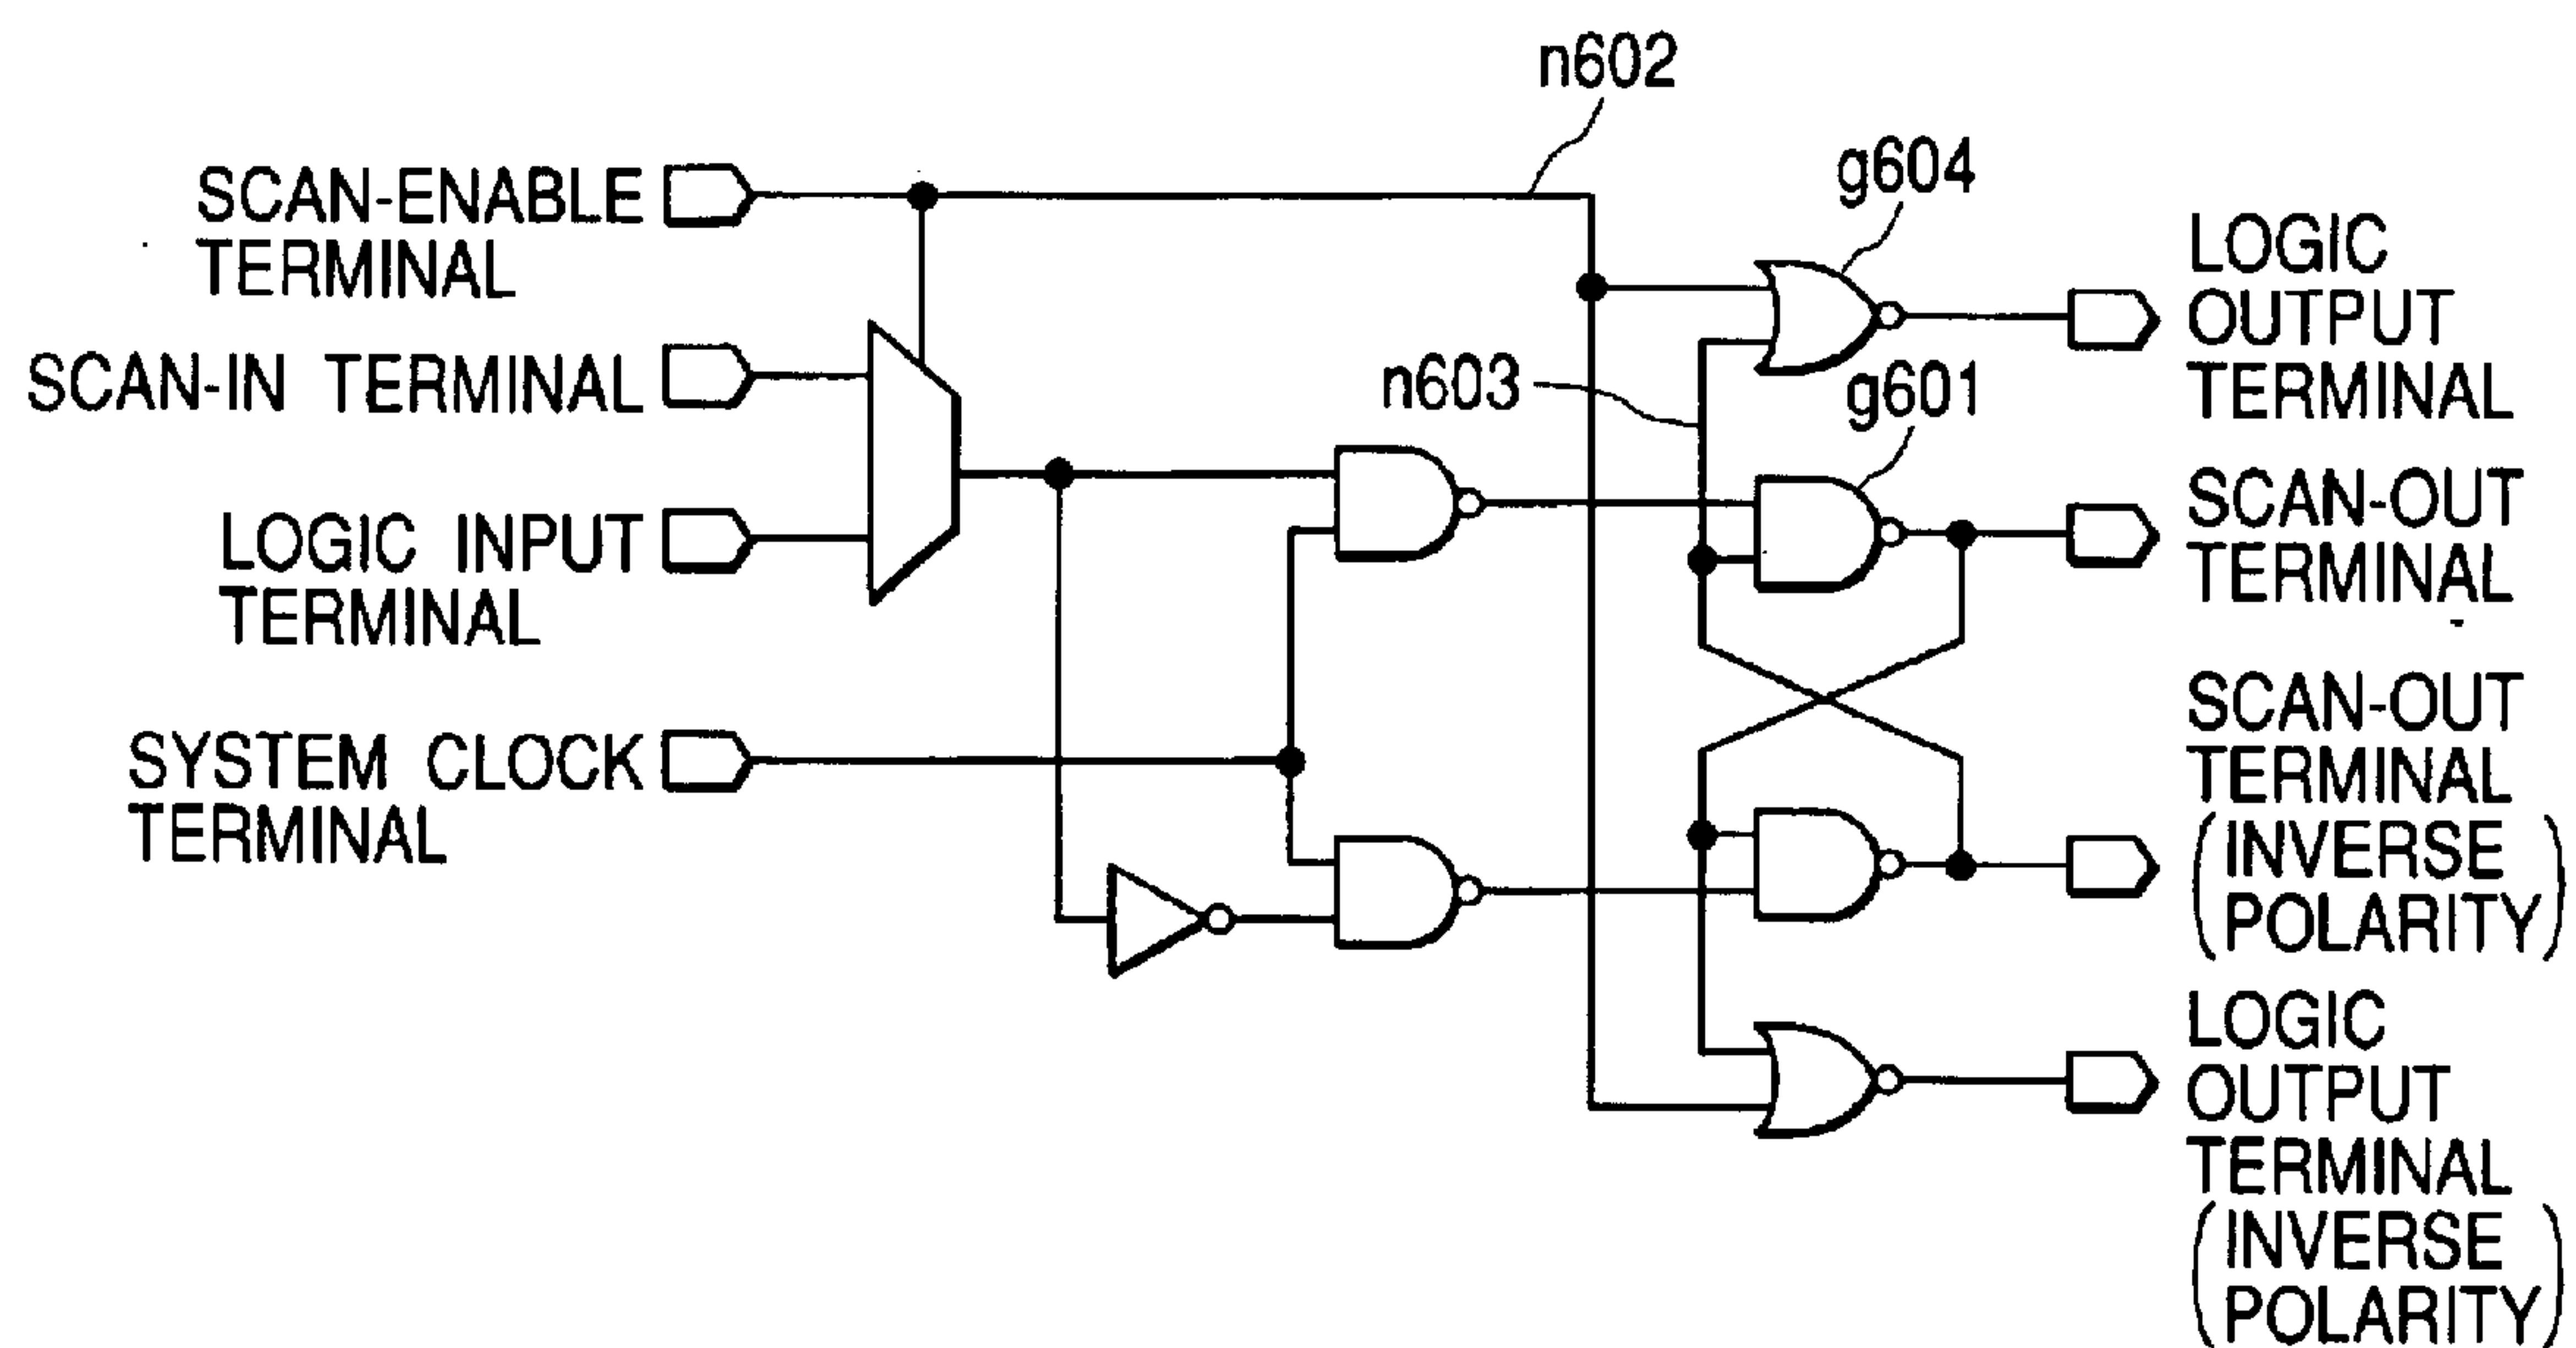 n602
g604
SCAN-ENABLE
TERMINAL
LOGIC
OUTPUT
TERMINAL
SCAN-IN TERMINAL
n603
g601
LOGIC INPUT
TERMINAL
SCAN-OUT
TERMINAL
SYSTEM CLOCK
TERMINAL
SCAN-OUT
TERMINAL
(INVERSE
POLARITY)
LOGIC
OUTPUT
TERMINAL
(INVERSE
POLARITY)